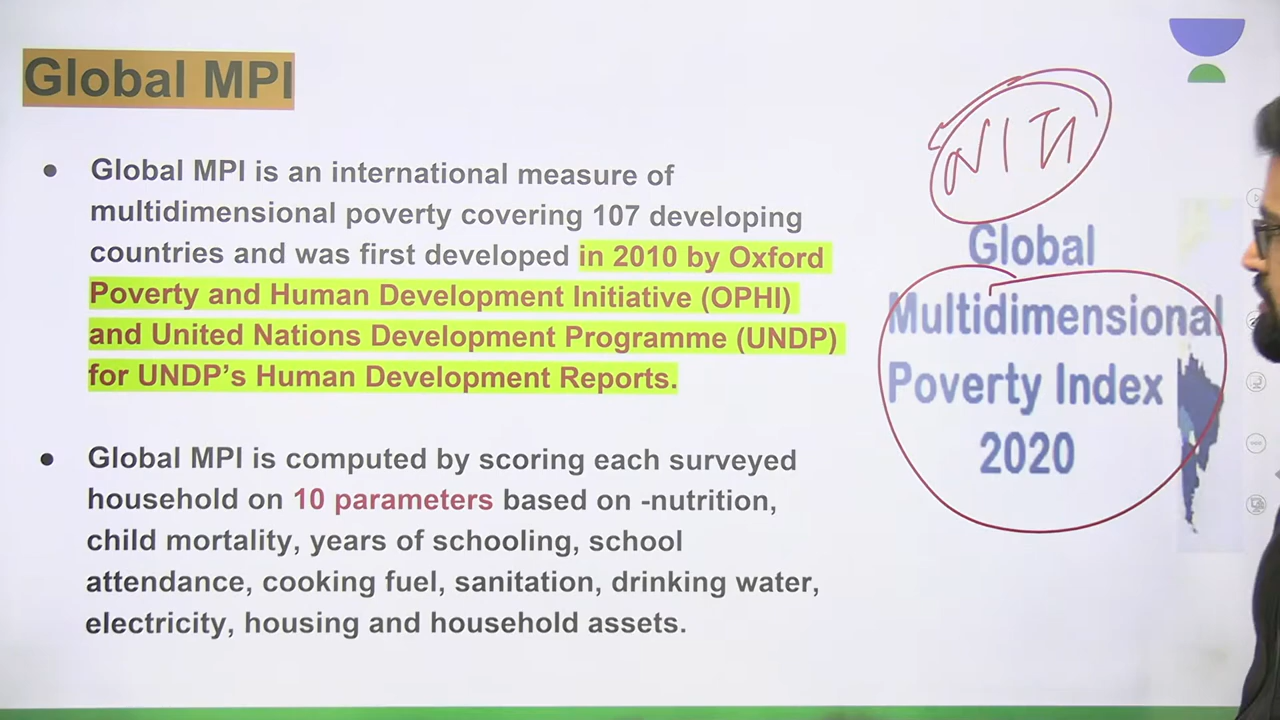 Global MPI
NITI
● Global MPI is an international measure of
multidimensional poverty covering 107 developing
countries and was first developed in 2010 by Oxford
Poverty and Human Development Initiative (OPHI)
and United Nations Development Programme (UNDP)
for UNDP's Human Development Reports.
● Global MPI is computed by scoring each surveyed
household on 10 parameters based on -nutrition,
child mortality, years of schooling, school
attendance, cooking fuel, sanitation, drinking water,
electricity, housing and household assets.
Global
Multidimensional
Poverty Index
2020